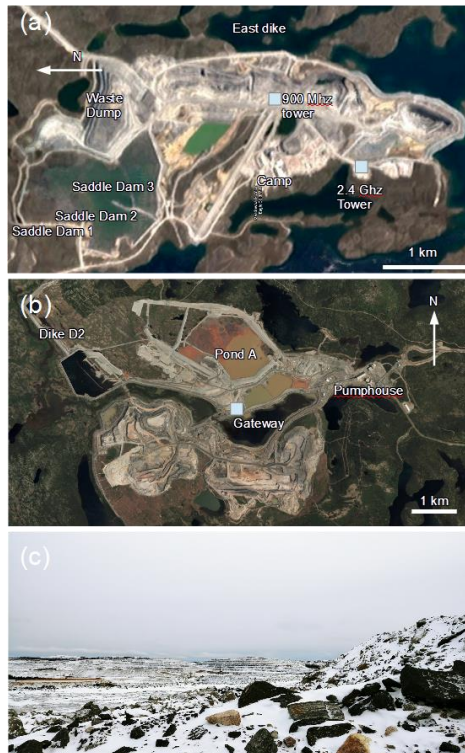 (a)
East dike
N
Waste
Dump
900 Mhz
tower
Saddle Dam 3
Camp
2.4 Ghz
Tower
Saddle Dam 2
Saddle Dam 1
1 km
(b)
N
Dike D2
Pond A
Pumphouse
Gateway
1 km
(c)